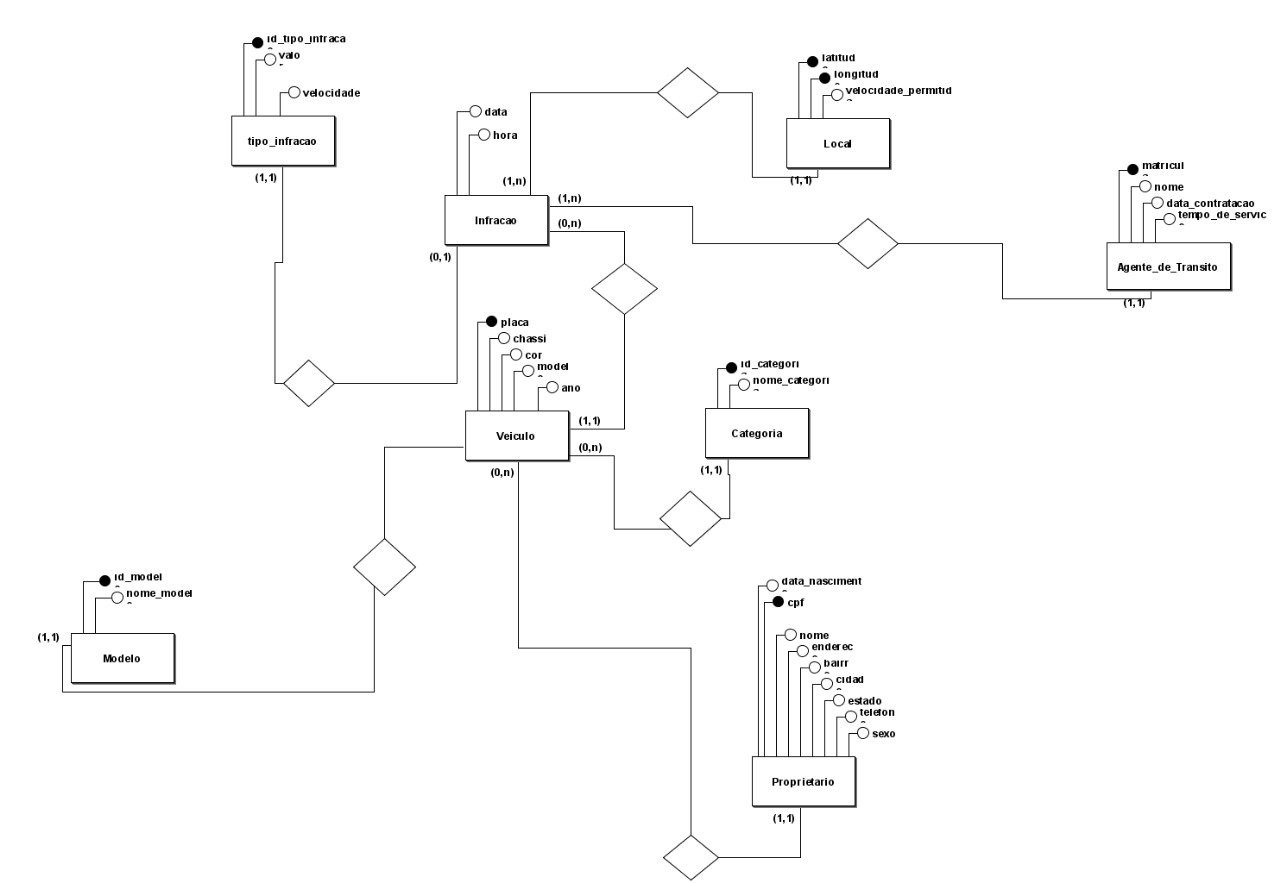 id_tipo_infraca
valo
velocidade
tipo_infracao
(1,1)
data
hora
(1,n)
Infracao
(1,n)
(0,n)
(0,1)
latitud
longitud
velocidade_permitid
Local
(1,1)
matricul
nome
data_contratacao
tempo_de_servic
Agente_de_Transito
(1,1)
placa
chassi
cor
model
ano
Veiculo
(1,1)
(0,n)
(0,n)
id_categori
nome_categori
Categoria
(1,1)
id_model
nome_model
(1,1)
Modelo
data_nasciment
cpf
nome
enderec
bairr
cidad
estado
telefon
sexo
Proprietario
(1,1)